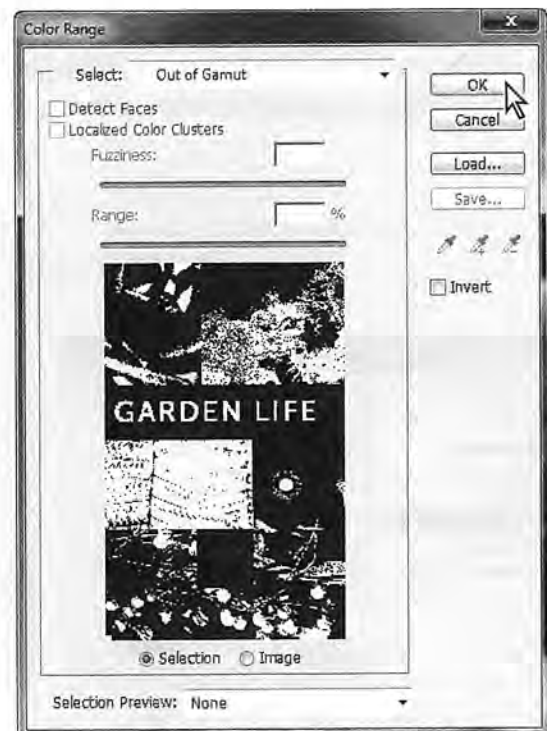 Color Range
Select: Out of Gamut
Detect Faces
Localized Color Clusters
Fuzziness:
Range: %
GARDEN LIFE
Selection Image
Selection Preview: None
OK
Cancel
Load...
Save...
Invert